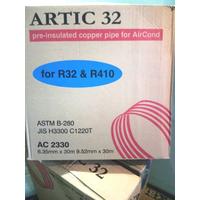 ARTIC 32
pre-insulated copper pipe for AirCond
for R32 & R410
ASTM B-280
JIS H3300 C1220T
AC 2330
6.35mm x 30m 9.52mm x 30m
32